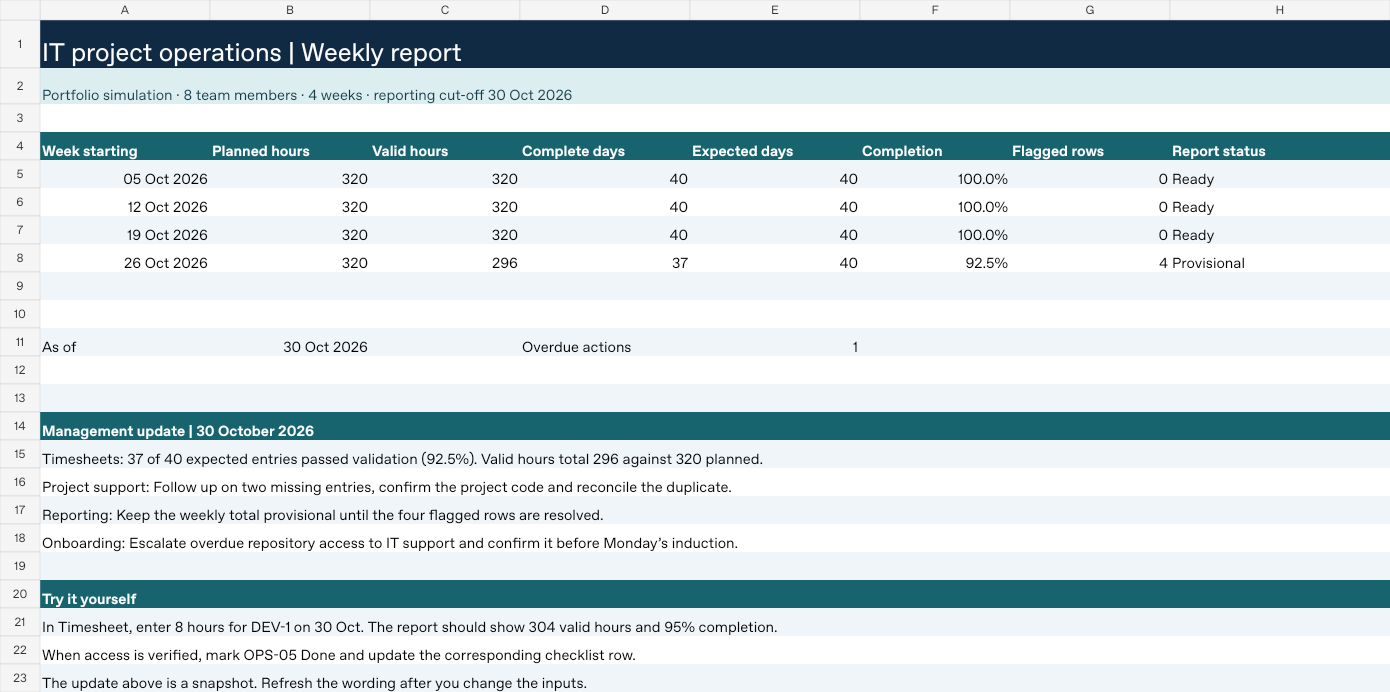 A B C D E F G H
1 IT project operations | Weekly report
2 Portfolio simulation · 8 team members · 4 weeks · reporting cut-off 30 Oct 2026
3
4 Week starting Planned hours Valid hours Complete days Expected days Completion Flagged rows Report status
5 05 Oct 2026 320 320 40 40 100.0% 0 Ready
6 12 Oct 2026 320 320 40 40 100.0% 0 Ready
7 19 Oct 2026 320 320 40 40 100.0% 0 Ready
8 26 Oct 2026 320 296 37 40 92.5% 4 Provisional
9
10
11 As of 30 Oct 2026 Overdue actions 1
12
13
14 Management update | 30 October 2026
15 Timesheets: 37 of 40 expected entries passed validation (92.5%). Valid hours total 296 against 320 planned.
16 Project support: Follow up on two missing entries, confirm the project code and reconcile the duplicate.
17 Reporting: Keep the weekly total provisional until the four flagged rows are resolved.
18 Onboarding: Escalate overdue repository access to IT support and confirm it before Monday’s induction.
19
20 Try it yourself
21 In Timesheet, enter 8 hours for DEV-1 on 30 Oct. The report should show 304 valid hours and 95% completion.
22 When access is verified, mark OPS-05 Done and update the corresponding checklist row.
23 The update above is a snapshot. Refresh the wording after you change the inputs.